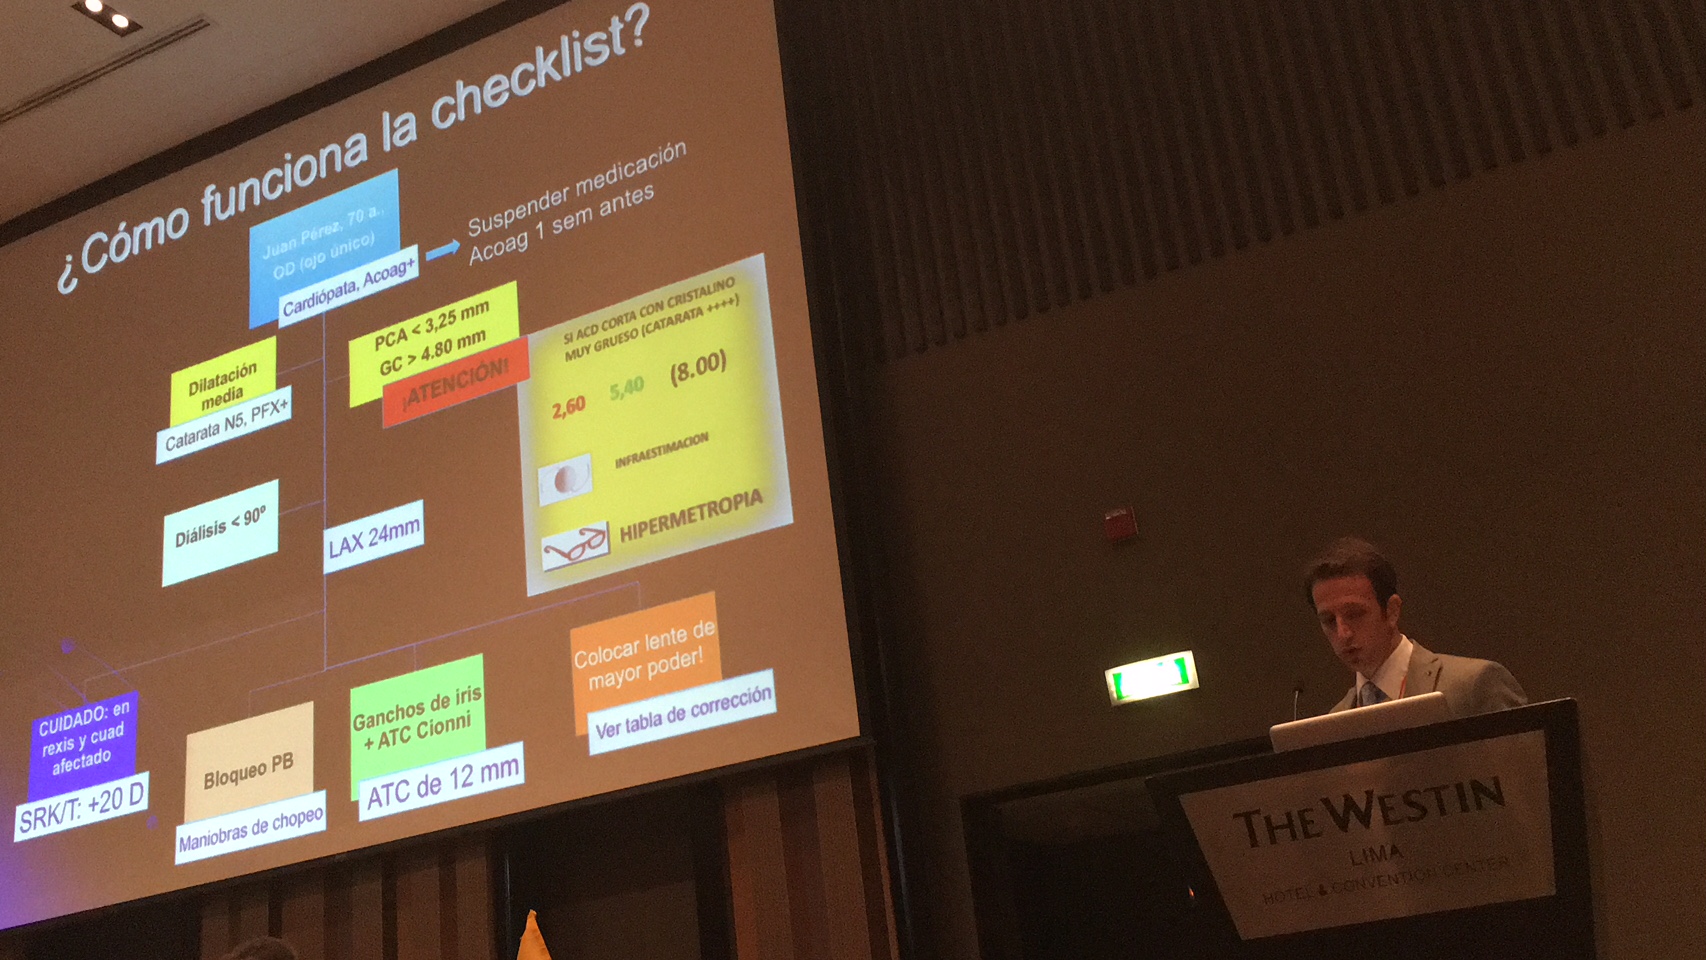 ¿Cómo funciona la checklist?
Juan Pérez, 70 a.,
OD (ojo único)
Cardiópata, Acoag+
Suspender medicación
Acoag 1 sem antes
Dilatación
media
Catarata N5, PFX+
PCA < 3,25 mm
GC > 4.80 mm
¡ATENCIÓN!
SI ACD CORTA CON CRISTALINO
MUY GRUESO (CATARATA ++++)
2,60 5,40 (8.00)
INFRAESTIMACION
HIPERMETROPIA
Diálisis < 90º
LAX 24mm
CUIDADO: en
rexis y cuad
afectado
SRK/T: +20 D
Bloqueo PB
Maniobras de chopeo
Ganchos de iris
+ ATC Cionni
ATC de 12 mm
Colocar lente de
mayor poder!
Ver tabla de corrección
THE WESTIN
LIMA
HOTEL & CONVENTION CENTER